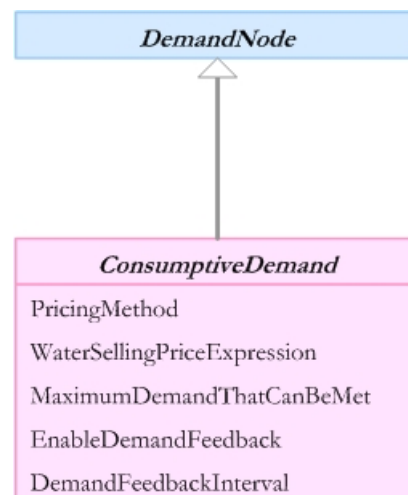 DemandNode
ConsumptiveDemand
PricingMethod
WaterSellingPriceExpression
MaximumDemandThatCanBeMet
EnableDemandFeedback
DemandFeedbackInterval